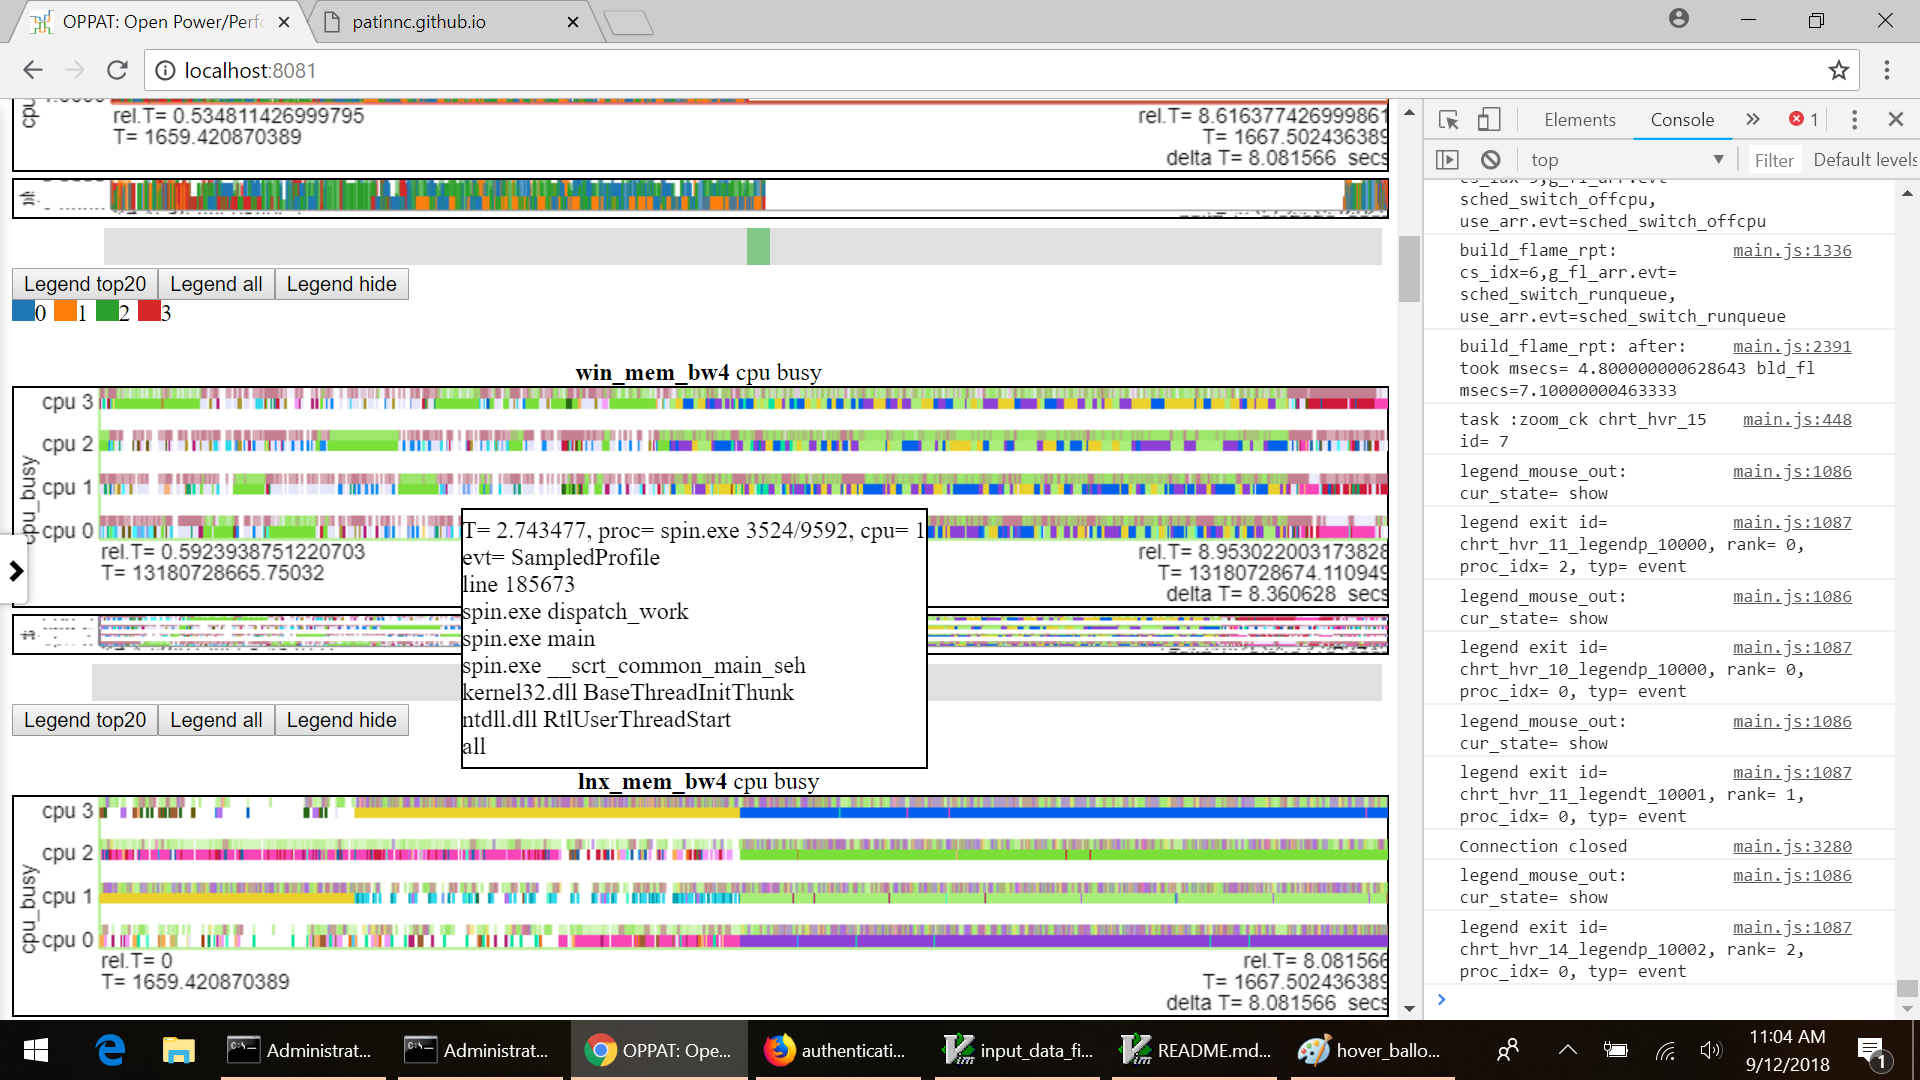 OPPAT: Open Power/Perf
patinnc.github.io
localhost:8081
cpu
rel.T= 0.534811426999795
T= 1659.420870389
rel.T= 8.616377426999861
T= 1667.502436389
delta T= 8.081566 secs
Legend top20 Legend all Legend hide
0 1 2 3
win_mem_bw4 cpu busy
cpu_busy
cpu 3
cpu 2
cpu 1
cpu 0
rel.T= 0.5923938751220703
T= 13180728665.75032
rel.T= 8.953022003173828
T= 13180728674.110949
delta T= 8.360628 secs
T= 2.743477, proc= spin.exe 3524/9592, cpu= 1
evt= SampledProfile
line 185673
spin.exe dispatch_work
spin.exe main
spin.exe __scrt_common_main_seh
kernel32.dll BaseThreadInitThunk
ntdll.dll RtlUserThreadStart
all
Legend top20 Legend all Legend hide
lnx_mem_bw4 cpu busy
cpu_busy
cpu 3
cpu 2
cpu 1
cpu 0
rel.T= 0
T= 1659.420870389
rel.T= 8.081566
T= 1667.502436389
delta T= 8.081566 secs
Elements Console » 1
top Filter Default levels
sched_switch_offcpu,
use_arr.evt=sched_switch_offcpu
build_flame_rpt: main.js:1336
cs_idx=6,g_fl_arr.evt=
sched_switch_runqueue,
use_arr.evt=sched_switch_runqueue
build_flame_rpt: after: main.js:2391
took msecs= 4.800000000628643 bld_fl
msecs=7.10000000463333
task :zoom_ck chrt_hvr_15 main.js:448
id= 7
legend_mouse_out: main.js:1086
cur_state= show
legend exit id= main.js:1087
chrt_hvr_11_legendp_10000, rank= 0,
proc_idx= 2, typ= event
legend_mouse_out: main.js:1086
cur_state= show
legend exit id= main.js:1087
chrt_hvr_10_legendp_10000, rank= 0,
proc_idx= 0, typ= event
legend_mouse_out: main.js:1086
cur_state= show
legend exit id= main.js:1087
chrt_hvr_11_legendt_10001, rank= 1,
proc_idx= 0, typ= event
Connection closed main.js:3280
legend_mouse_out: main.js:1086
cur_state= show
legend exit id= main.js:1087
chrt_hvr_14_legendp_10002, rank= 2,
proc_idx= 0, typ= event
Administrat... Administrat... OPPAT: Ope... authenticati... input_data_fi... README.md... hover_ballo...
11:04 AM
9/12/2018
1